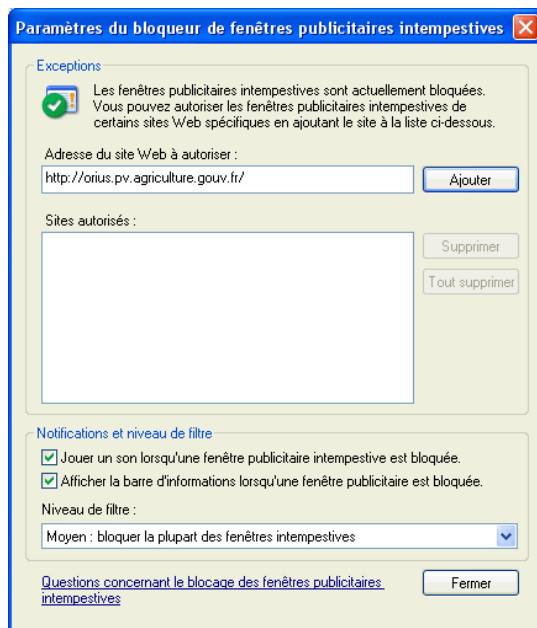 Paramètres du bloqueur de fenêtres publicitaires intempestives
Exceptions
Les fenêtres publicitaires intempestives sont actuellement bloquées.
Vous pouvez autoriser les fenêtres publicitaires intempestives de
certains sites Web spécifiques en ajoutant le site à la liste ci-dessous.
Adresse du site Web à autoriser :
http://orius.pv.agriculture.gouv.fr/
Ajouter
Sites autorisés :
Supprimer
Tout supprimer
Notifications et niveau de filtre
Jouer un son lorsqu'une fenêtre publicitaire intempestive est bloquée.
Afficher la barre d'informations lorsqu'une fenêtre publicitaire est bloquée.
Niveau de filtre :
Moyen : bloquer la plupart des fenêtres intempestives
Questions concernant le blocage des fenêtres publicitaires
intempestives
Fermer